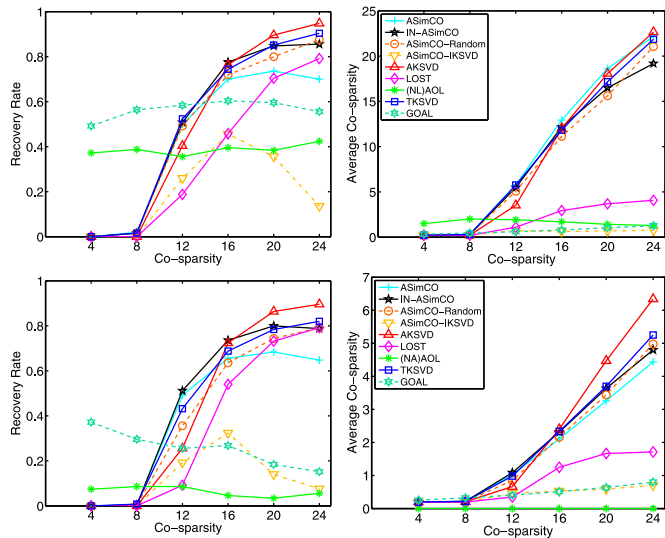 1
0.8
0.6
0.4
0.2
0
Recovery Rate
4 8 12 16 20 24
Co-sparsity
25
20
15
10
5
0
Average Co-sparsity
ASimCO
IN-ASimCO
ASimCO-Random
ASimCO-IKSVD
AKSVD
LOST
(NL)AOL
TKSVD
GOAL
4 8 12 16 20 24
Co-sparsity
1
0.8
0.6
0.4
0.2
0
Recovery Rate
4 8 12 16 20 24
Co-sparsity
7
6
5
4
3
2
1
0
Average Co-sparsity
ASimCO
IN-ASimCO
ASimCO-Random
ASimCO-IKSVD
AKSVD
LOST
(NA)AOL
TKSVD
GOAL
4 8 12 16 20 24
Co-sparsity